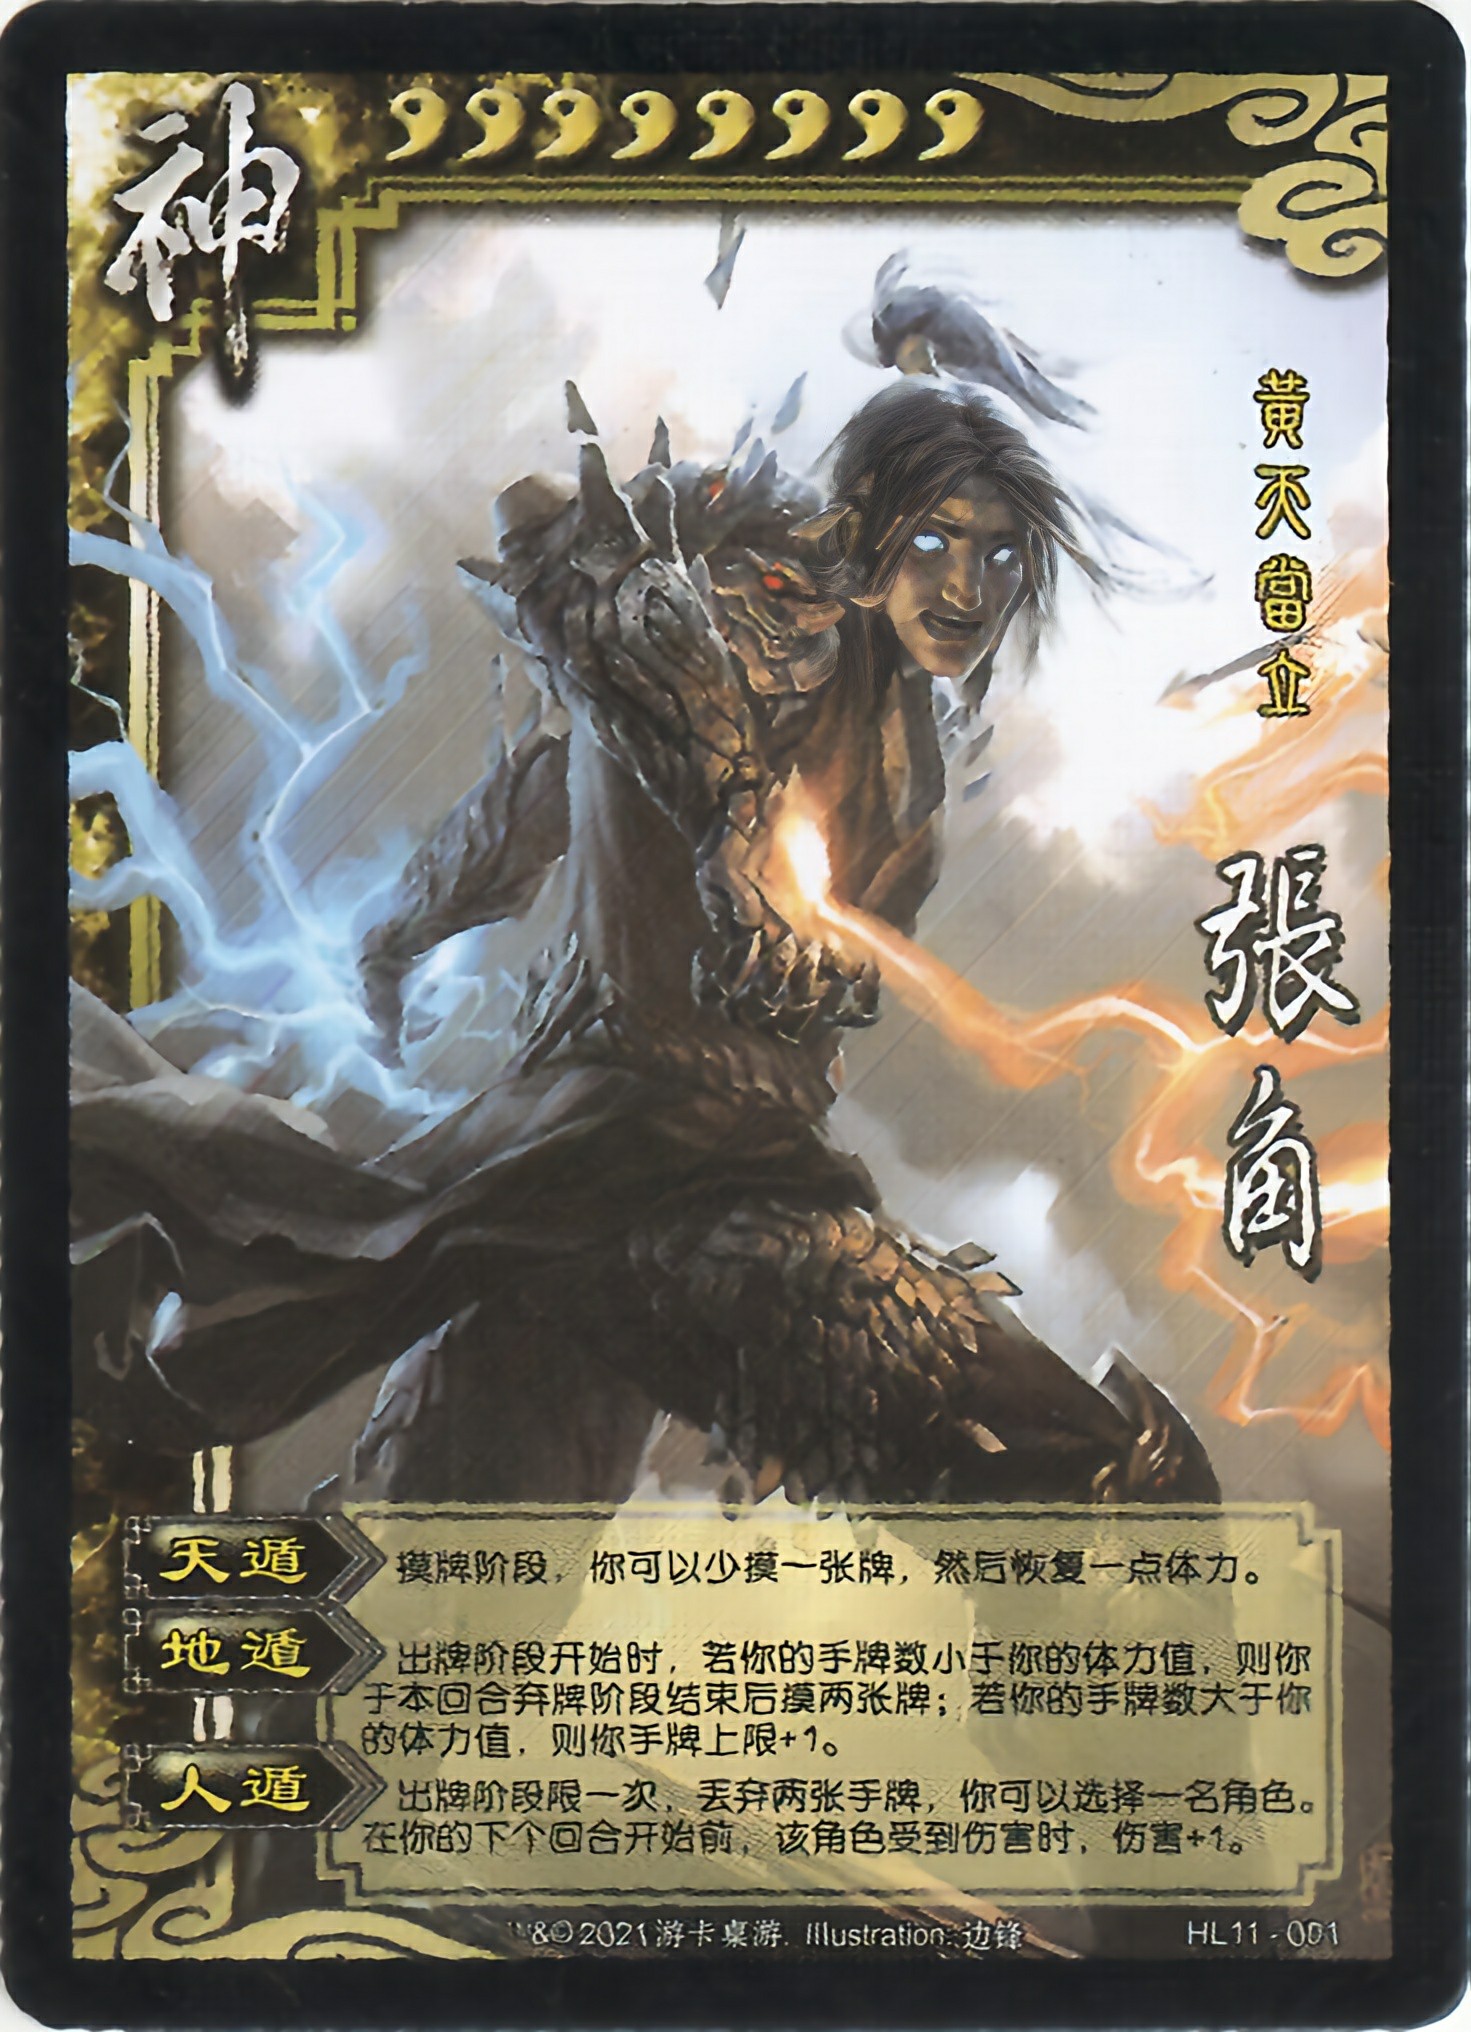 神
黃天當立
張角
天遁
摸牌阶段，你可以少摸一张牌，然后恢复一点体力。
地遁
出牌阶段开始时，若你的手牌数小于你的体力值，则你
于本回合弃牌阶段结束后摸两张牌；若你的手牌数大于你
的体力值，则你手牌上限+1。
人遁
出牌阶段限一次，丢弃两张手牌，你可以选择一名角色。
在你的下个回合开始前，该角色受到伤害时，伤害+1。
&©2021游卡桌游. Illustration:边锋
HL11-001